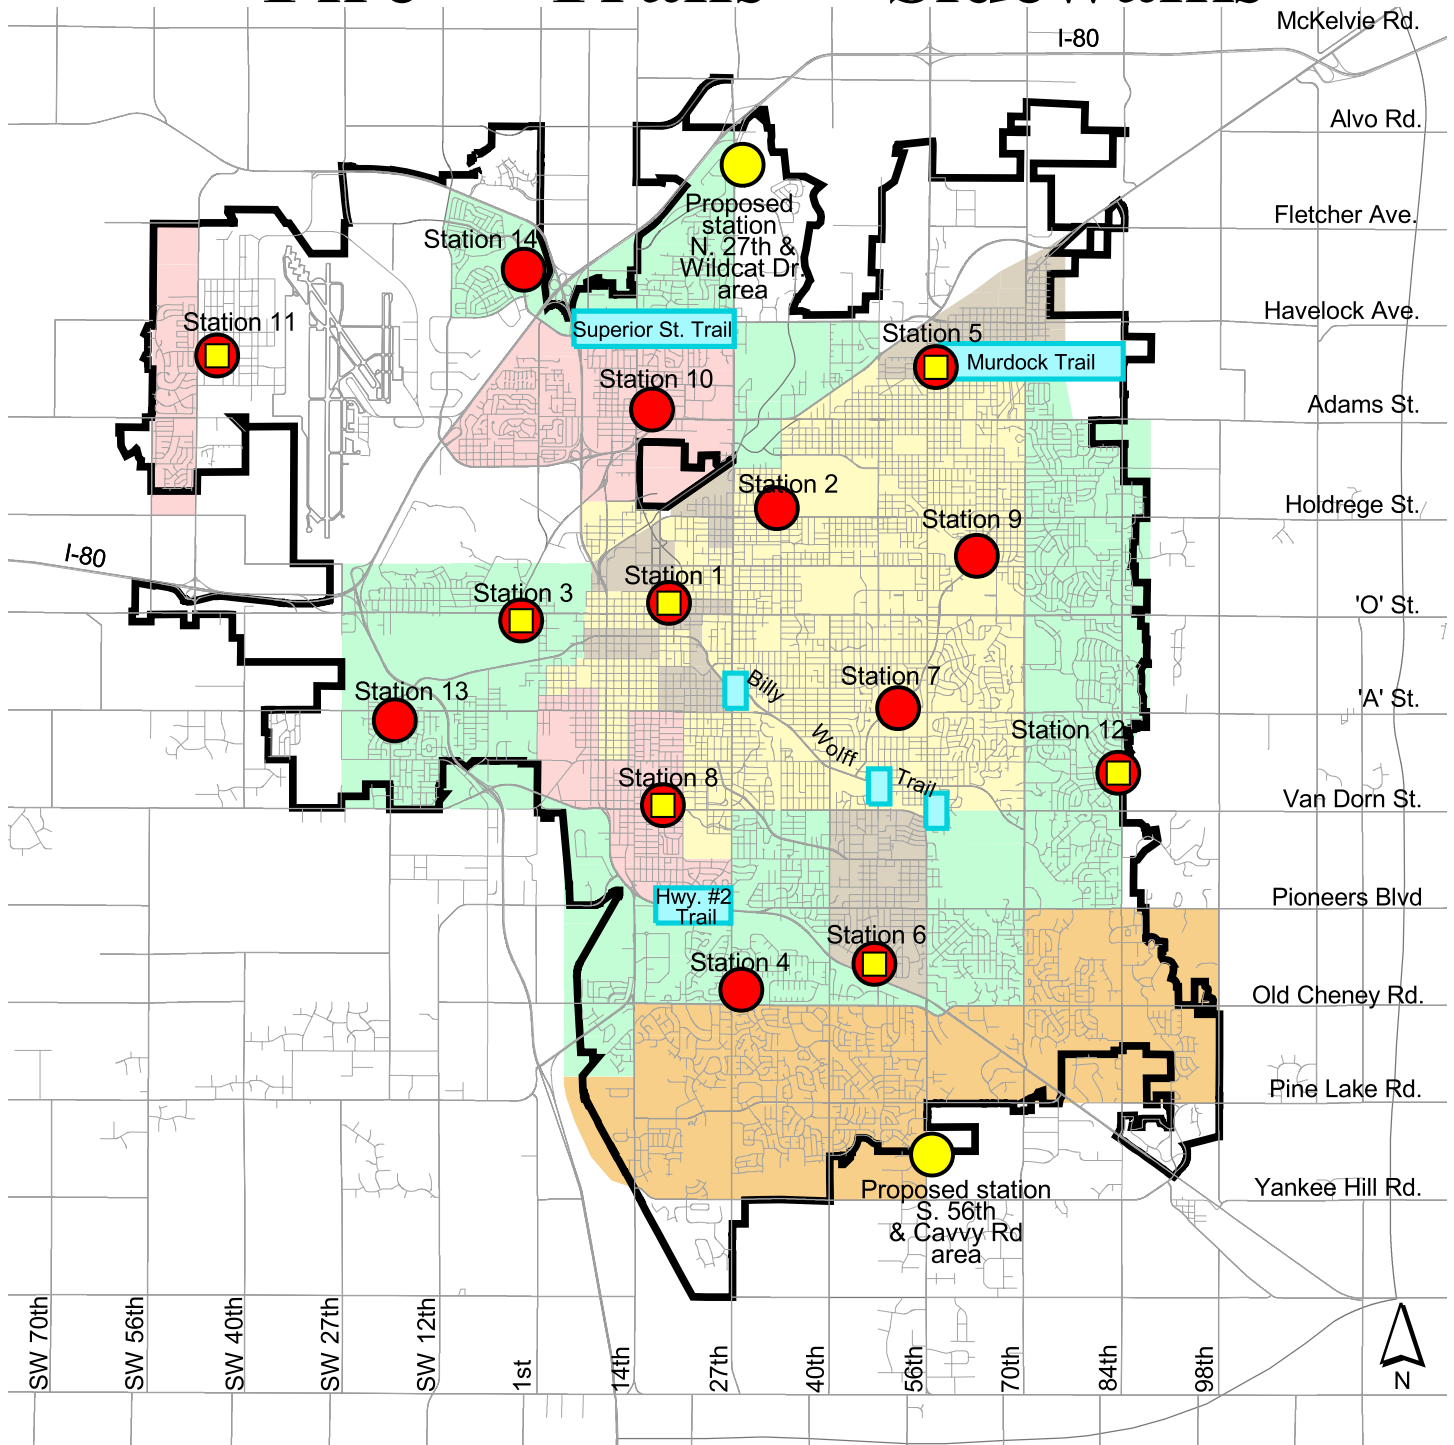 McKelvie Rd.
I-80
Alvo Rd.
Proposed
station
N. 27th &
Wildcat Dr.
area
Fletcher Ave.
Station 14
Station 11
Havelock Ave.
Superior St. Trail
Station 5
Murdock Trail
Station 10
Adams St.
Station 2
Holdrege St.
Station 9
I-80
Station 1
Station 3
'O' St.
Station 7
Billy
Wolff
Trail
Station 13
'A' St.
Station 12
Station 8
Van Dorn St.
Hwy. #2
Trail
Pioneers Blvd
Station 6
Station 4
Old Cheney Rd.
Pine Lake Rd.
Proposed station
S. 56th
& Cavvy Rd
area
Yankee Hill Rd.
SW 70th
SW 56th
SW 40th
SW 27th
SW 12th
1st
14th
27th
40th
56th
70th
84th
98th
N